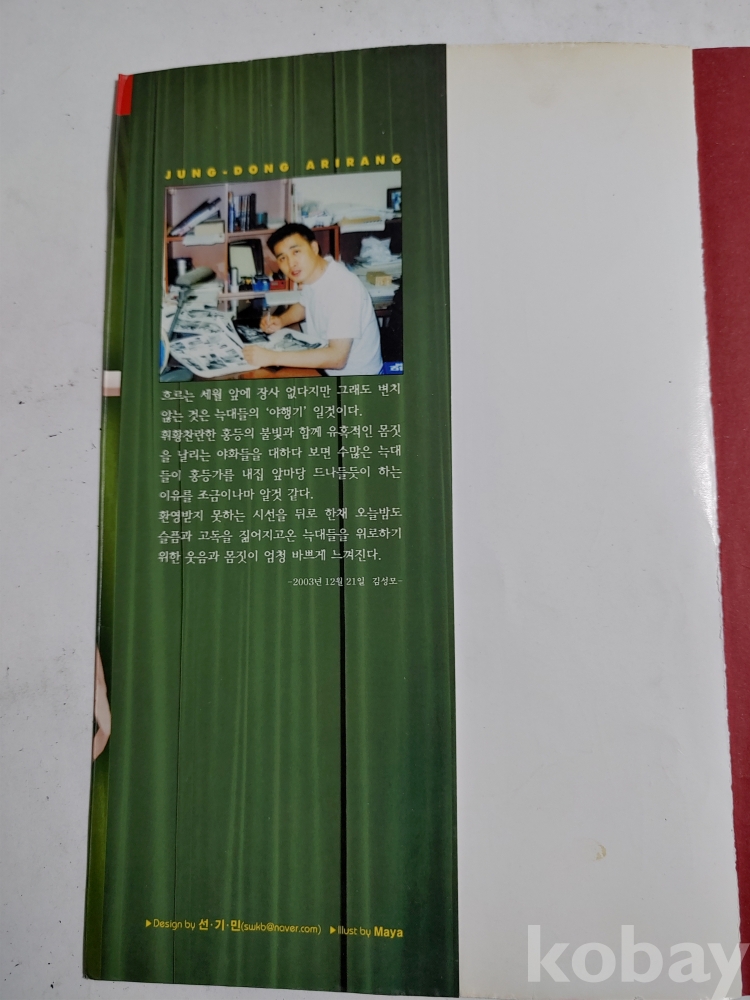 JUNG-DONG ARIRANG
흐르는 세월 앞에 장사 없다지만 그래도 변치
않는 것은 늑대들의 '야행기' 일것이다.
휘황찬란한 홍등의 불빛과 함께 유혹적인 몸짓
을 날리는 야화들을 대하다 보면 수많은 늑대
들이 홍등가를 내집 앞마당 드나들듯이 하는
이유를 조금이나마 알것 같다.
환영받지 못하는 시선을 뒤로 한채 오늘밤도
슬픔과 고독을 짊어지고온 늑대들을 위로하기
위한 웃음과 몸짓이 엄청 바쁘게 느껴진다.
-2003년 12월 21일 김성모-
▶Design by 선·기·민(swkb@naver.com) ▶Illust by Maya
kobay